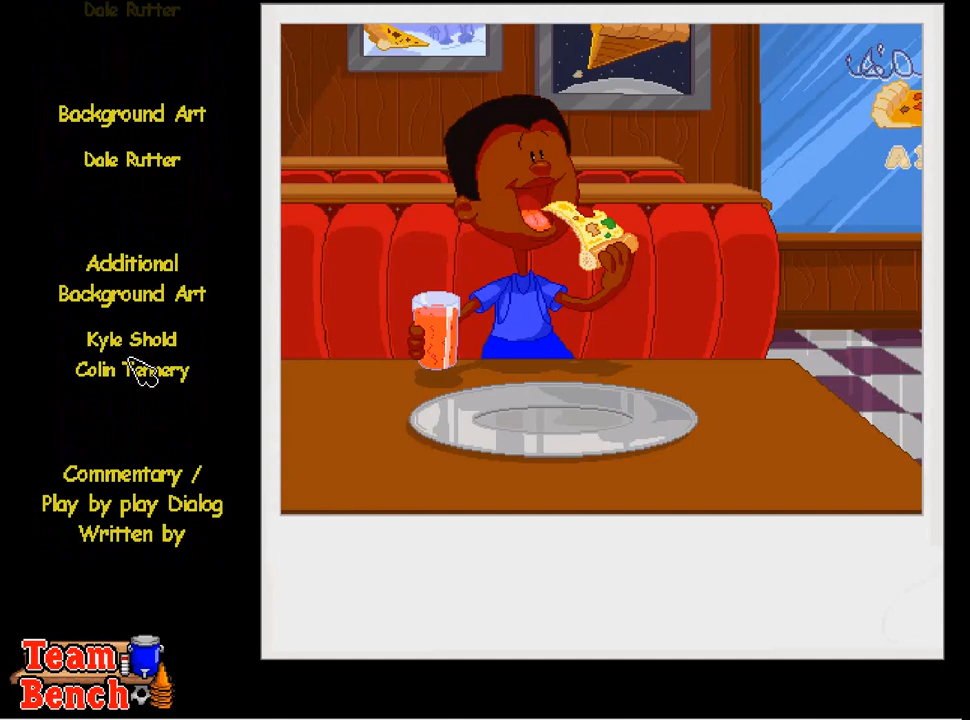 Dale Rutter
Background Art
Dale Rutter
Additional
Background Art
Kyle Shold
Colin Tennery
Commentary /
Play by play Dialog
Written by
Team
Bench